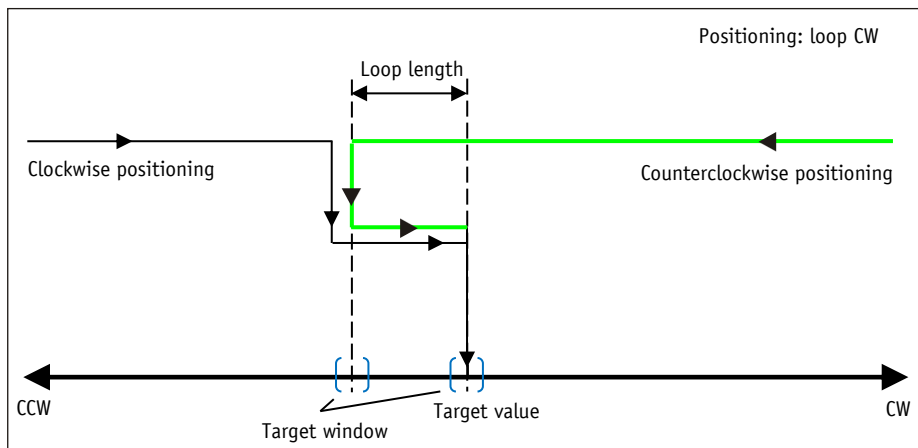 Positioning: loop CW
Loop length
Clockwise positioning
Counterclockwise positioning
CCW
Target window
Target value
CW